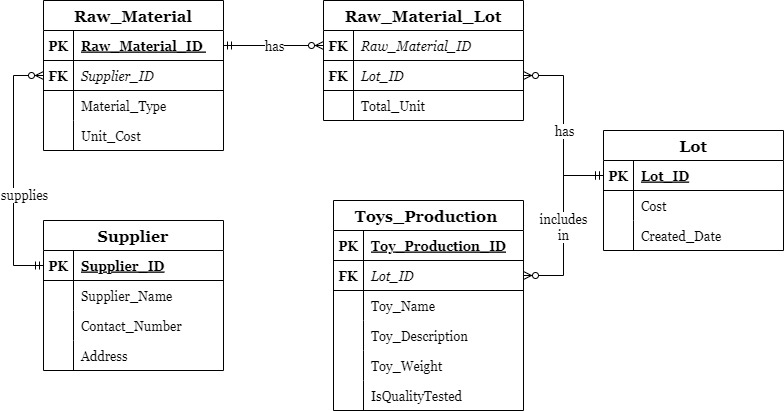 Raw_Material
PK Raw_Material_ID
FK Supplier_ID
Material_Type
Unit_Cost
has
Raw_Material_Lot
FK Raw_Material_ID
FK Lot_ID
Total_Unit
has
Lot
PK Lot_ID
Cost
Created_Date
supplies
Supplier
PK Supplier_ID
Supplier_Name
Contact_Number
Address
Toys_Production
PK Toy_Production_ID
FK Lot_ID
Toy_Name
Toy_Description
Toy_Weight
IsQualityTested
includes
in